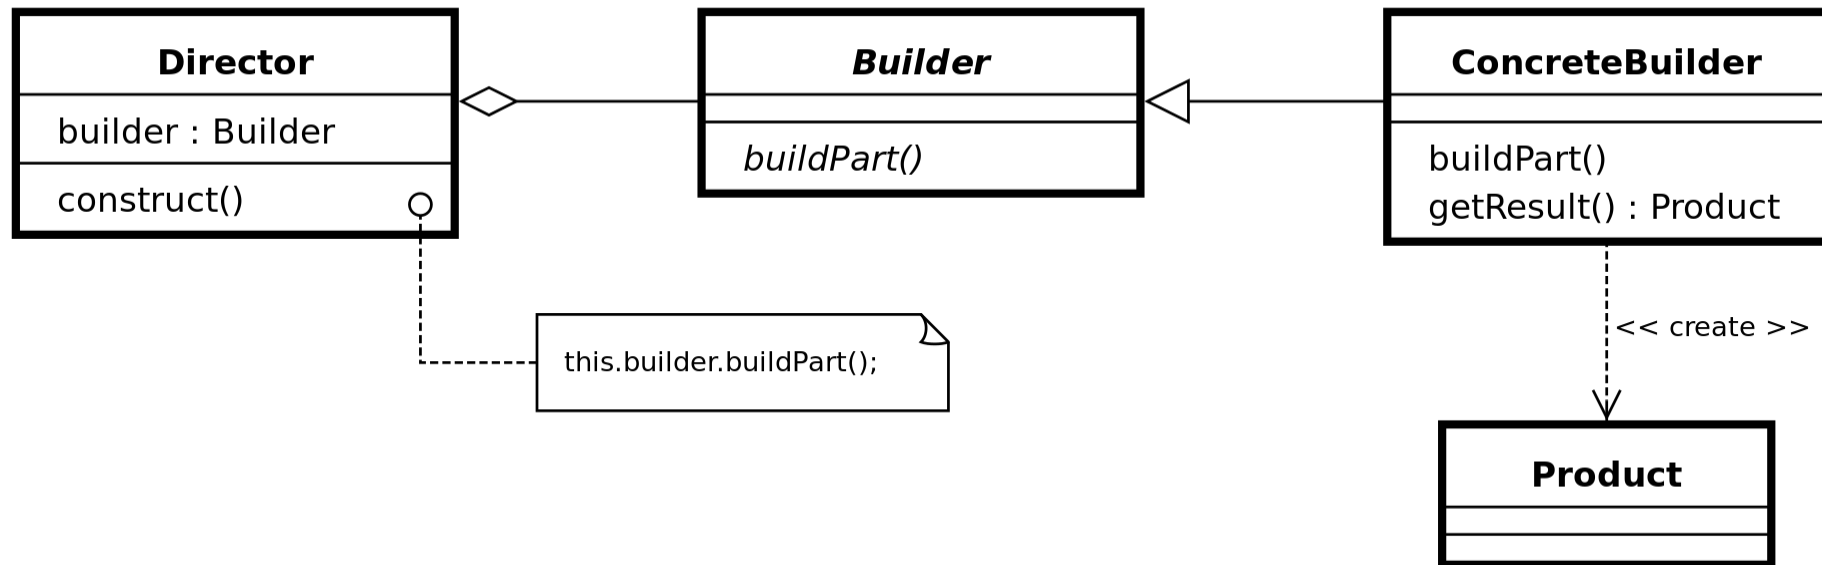 Director
builder : Builder
construct()
Builder
buildPart()
ConcreteBuilder
buildPart()
getResult() : Product
this.builder.buildPart();
<< create >>
Product